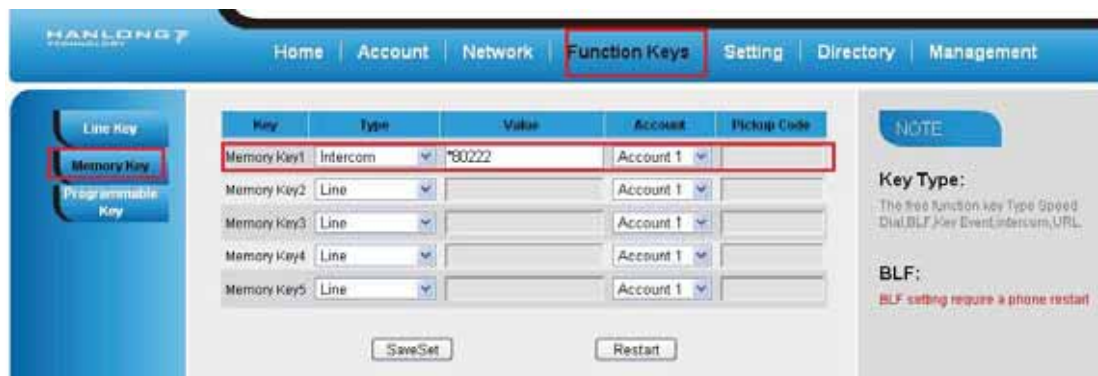 HANLONG
TECHNOLOGY
Home | Account | Network | Function Keys | Setting | Directory | Management
Line Key
Memory Key
Programmable Key
Key Type Value Account Pickup Code
Memory Key1 Intercom *80222 Account 1
Memory Key2 Line Account 1
Memory Key3 Line Account 1
Memory Key4 Line Account 1
Memory Key5 Line Account 1
SaveSet Restart
NOTE
Key Type:
The free function key Type Speed
Dial,BLF,Key Event,Intercom,URL.
BLF:
BLF setting require a phone restart